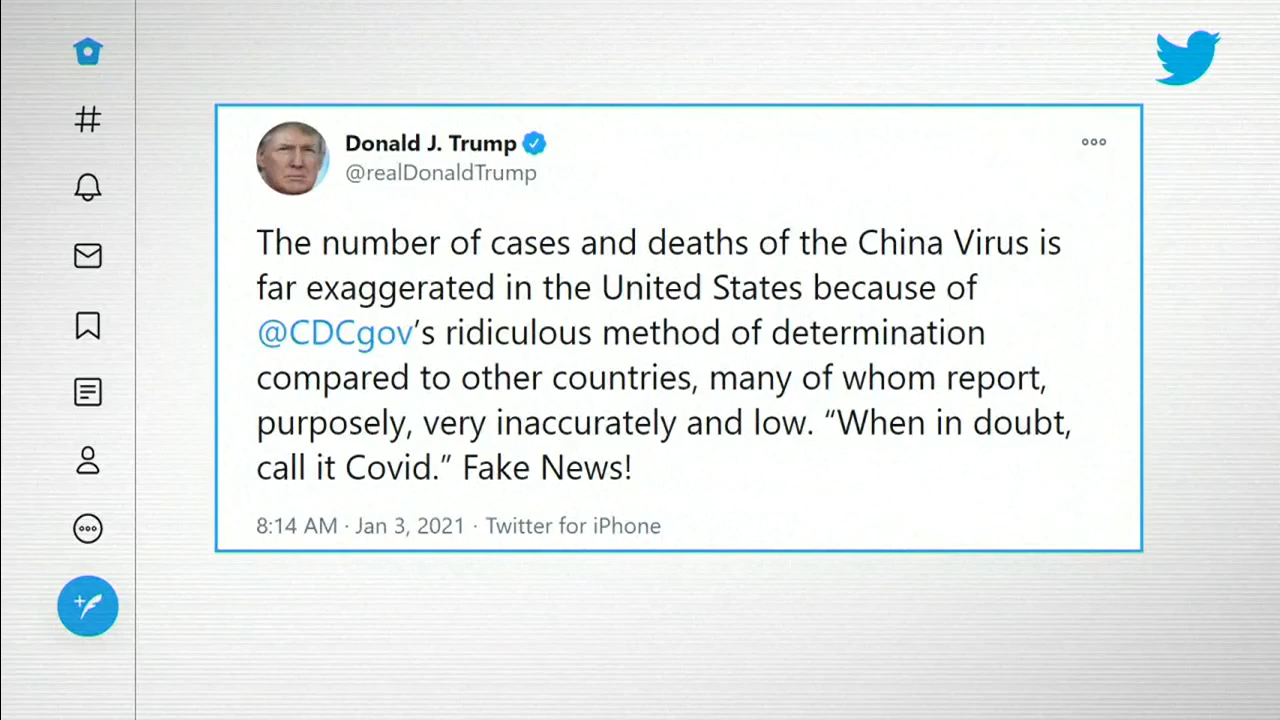 Donald J. Trump
@realDonaldTrump
The number of cases and deaths of the China Virus is
far exaggerated in the United States because of
@CDCgov’s ridiculous method of determination
compared to other countries, many of whom report,
purposely, very inaccurately and low. “When in doubt,
call it Covid.” Fake News!
8:14 AM · Jan 3, 2021 · Twitter for iPhone